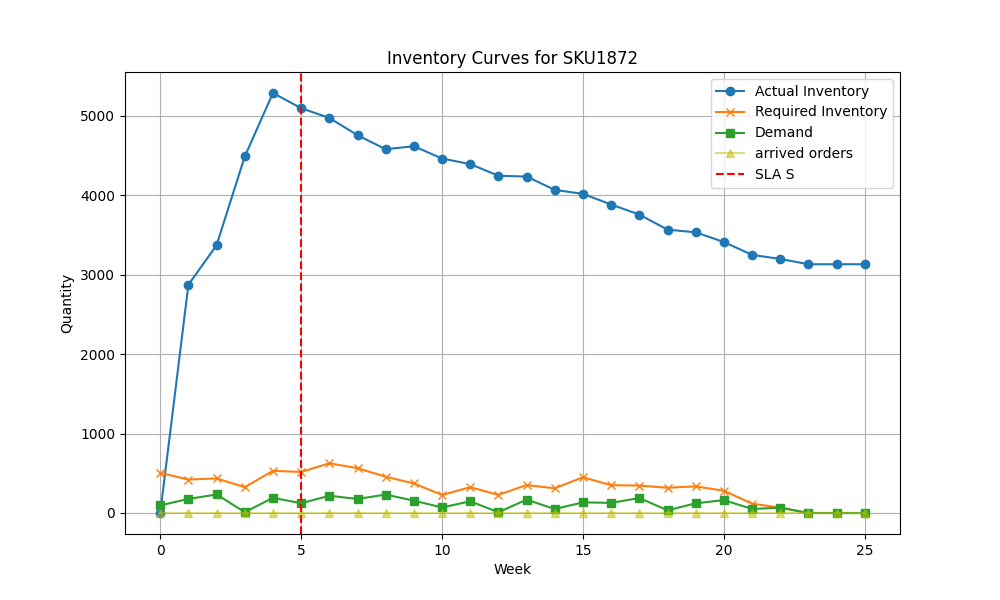 Inventory Curves for SKU1872
Actual Inventory
Required Inventory
Demand
arrived orders
SLA S
5000
4000
3000
2000
1000
0
Quantity
0 5 10 15 20 25
Week